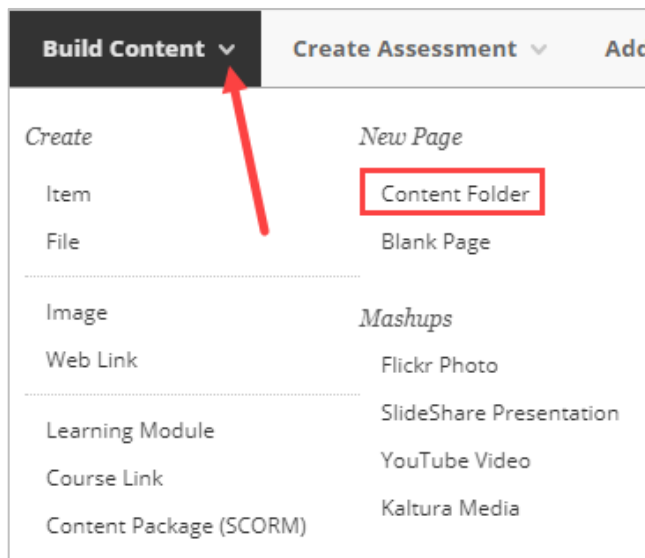 Build Content Create Assessment
Create
Item
File
Image
Web Link
Learning Module
Course Link
Content Package (SCORM)
New Page
Content Folder
Blank Page
Mashups
Flickr Photo
SlideShare Presentation
YouTube Video
Kaltura Media